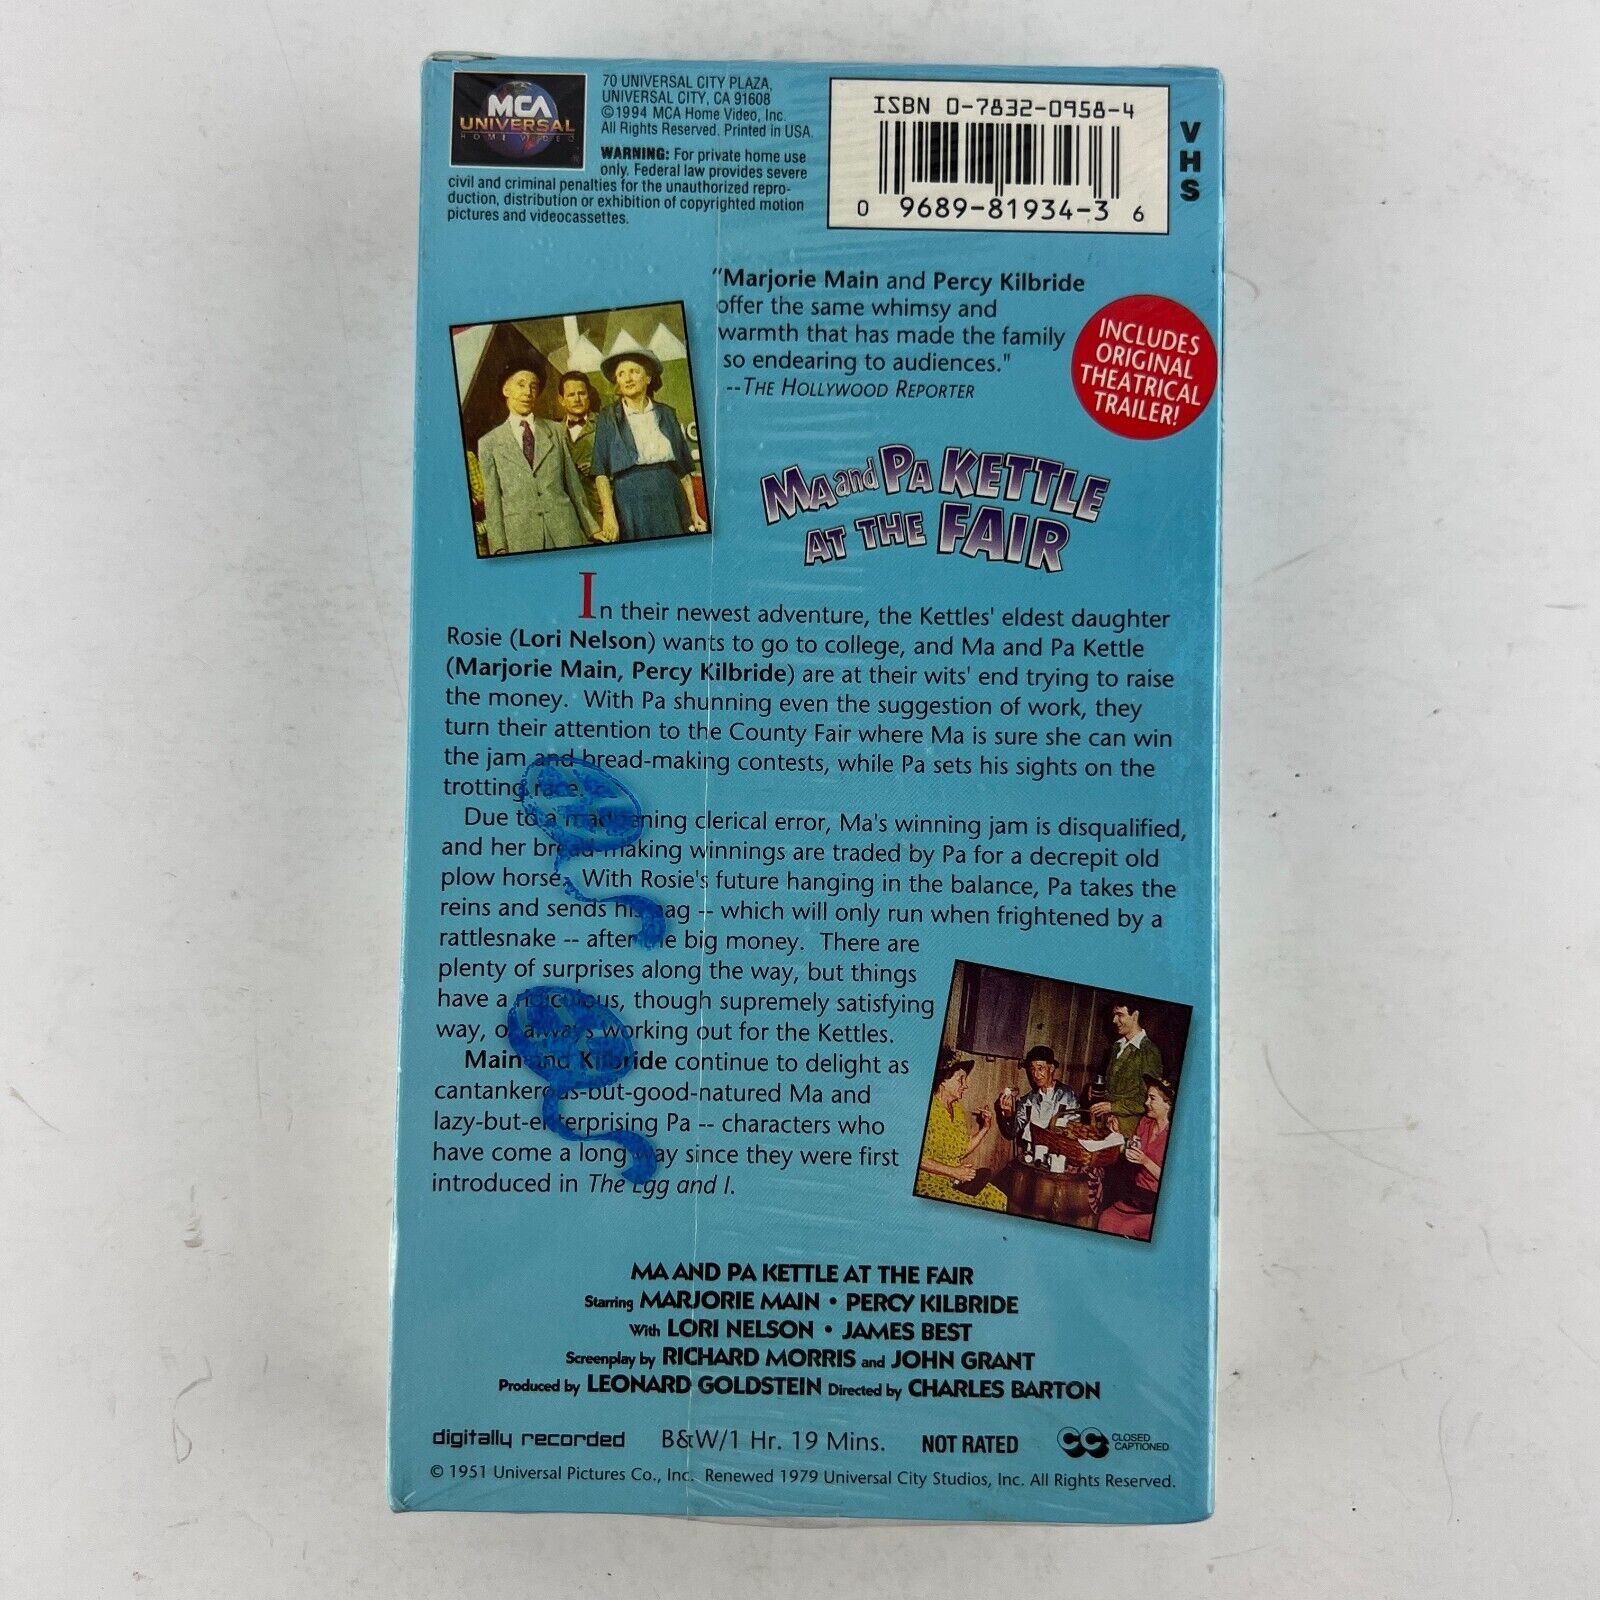 MCA
UNIVERSAL
HOME VIDEO
70 UNIVERSAL CITY PLAZA,
UNIVERSAL CITY, CA 91608
©1994 MCA Home Video, Inc.
All Rights Reserved. Printed in USA.
WARNING: For private home use
only. Federal law provides severe
civil and criminal penalties for the unauthorized repro-
duction, distribution or exhibition of copyrighted motion
pictures and videocassettes.
ISBN 0-7832-0958-4
0 9689-81934-3 6
VHS
"Marjorie Main and Percy Kilbride
offer the same whimsy and
warmth that has made the family
so endearing to audiences."
--THE HOLLYWOOD REPORTER
INCLUDES
ORIGINAL
THEATRICAL
TRAILER!
MA and PA KETTLE
AT THE FAIR
In their newest adventure, the Kettles' eldest daughter
Rosie (Lori Nelson) wants to go to college, and Ma and Pa Kettle
(Marjorie Main, Percy Kilbride) are at their wits' end trying to raise
the money. With Pa shunning even the suggestion of work, they
turn their attention to the County Fair where Ma is sure she can win
the jam and bread-making contests, while Pa sets his sights on the
trotting race.
Due to a maddening clerical error, Ma's winning jam is disqualified,
and her bread-making winnings are traded by Pa for a decrepit old
plow horse. With Rosie's future hanging in the balance, Pa takes the
reins and sends his nag -- which will only run when frightened by a
rattlesnake -- after the big money. There are
plenty of surprises along the way, but things
have a ridiculous, though supremely satisfying
way, of always working out for the Kettles.
Main and Kilbride continue to delight as
cantankerous-but-good-natured Ma and
lazy-but-enterprising Pa -- characters who
have come a long way since they were first
introduced in The Egg and I.
MA AND PA KETTLE AT THE FAIR
Starring MARJORIE MAIN • PERCY KILBRIDE
With LORI NELSON • JAMES BEST
Screenplay by RICHARD MORRIS and JOHN GRANT
Produced by LEONARD GOLDSTEIN Directed by CHARLES BARTON
digitally recorded B&W/1 Hr. 19 Mins. NOT RATED CC CLOSED CAPTIONED
© 1951 Universal Pictures Co., Inc. Renewed 1979 Universal City Studios, Inc. All Rights Reserved.